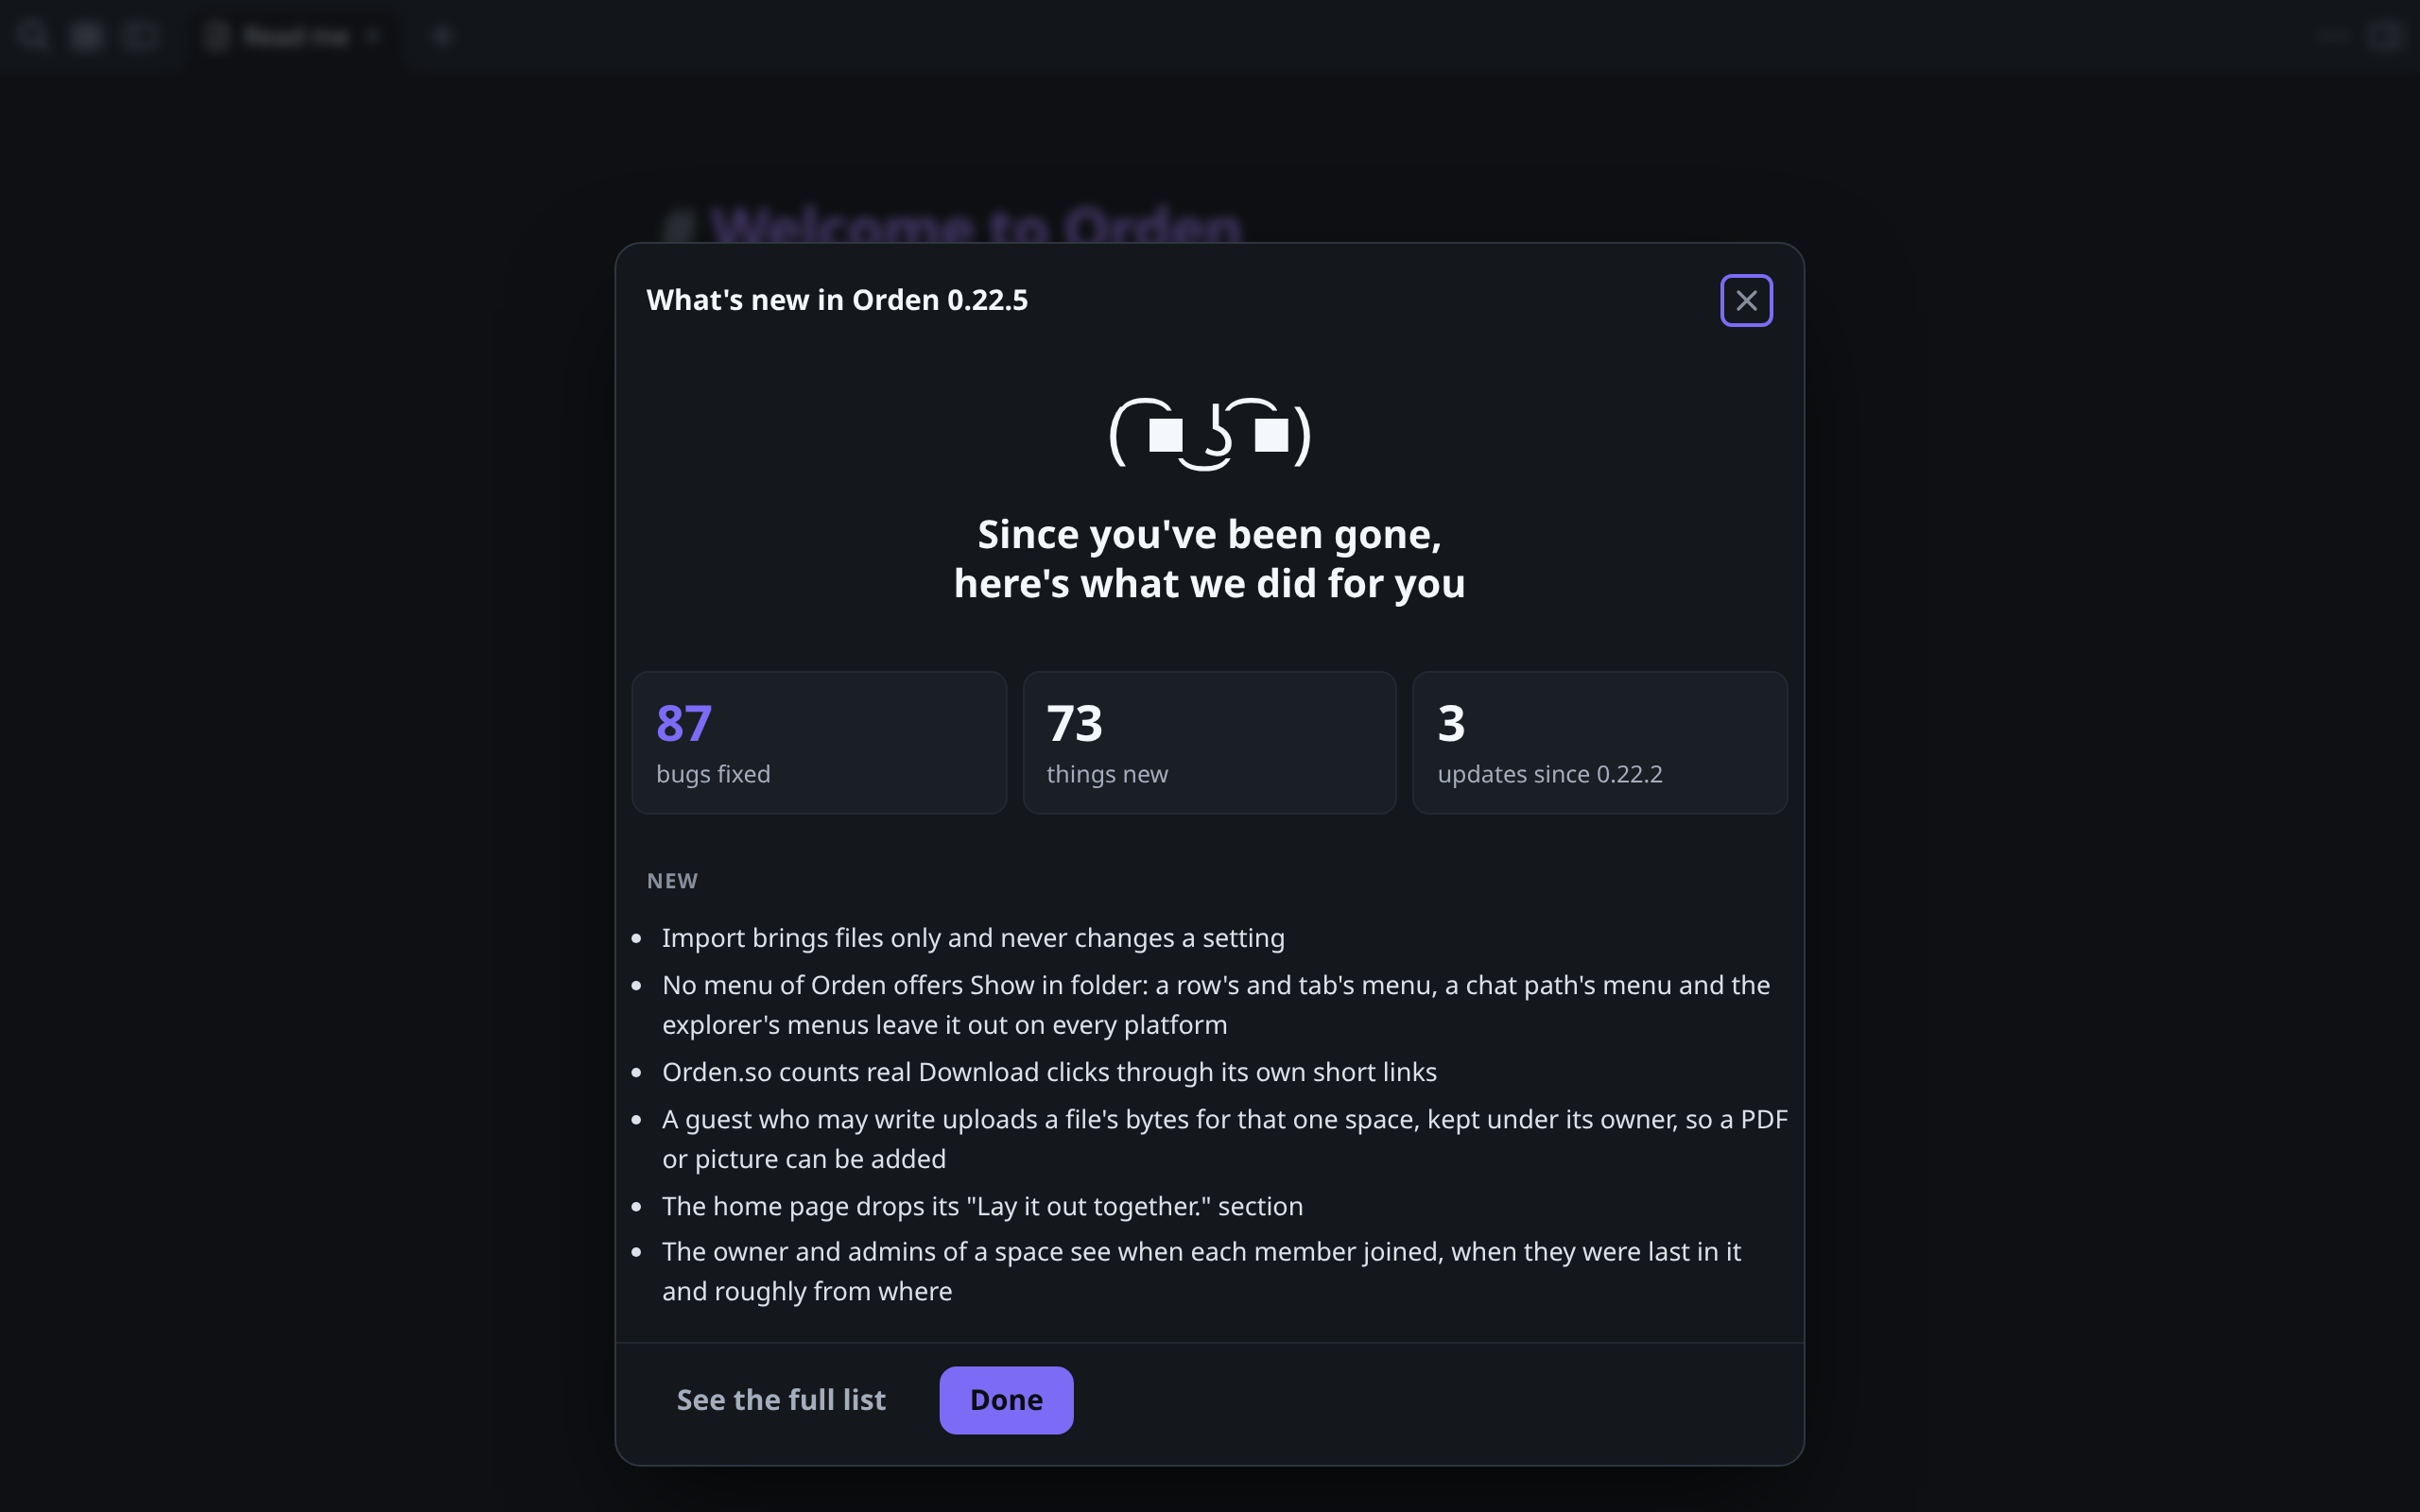 Read me
# Welcome to Orden
What's new in Orden 0.22.5
( ͡■ ͜ʖ ͡■)
Since you've been gone,
here's what we did for you
87
bugs fixed
73
things new
3
updates since 0.22.2
NEW
• Import brings files only and never changes a setting
• No menu of Orden offers Show in folder: a row's and tab's menu, a chat path's menu and the
explorer's menus leave it out on every platform
• Orden.so counts real Download clicks through its own short links
• A guest who may write uploads a file's bytes for that one space, kept under its owner, so a PDF
or picture can be added
• The home page drops its "Lay it out together." section
• The owner and admins of a space see when each member joined, when they were last in it
and roughly from where
See the full list
Done